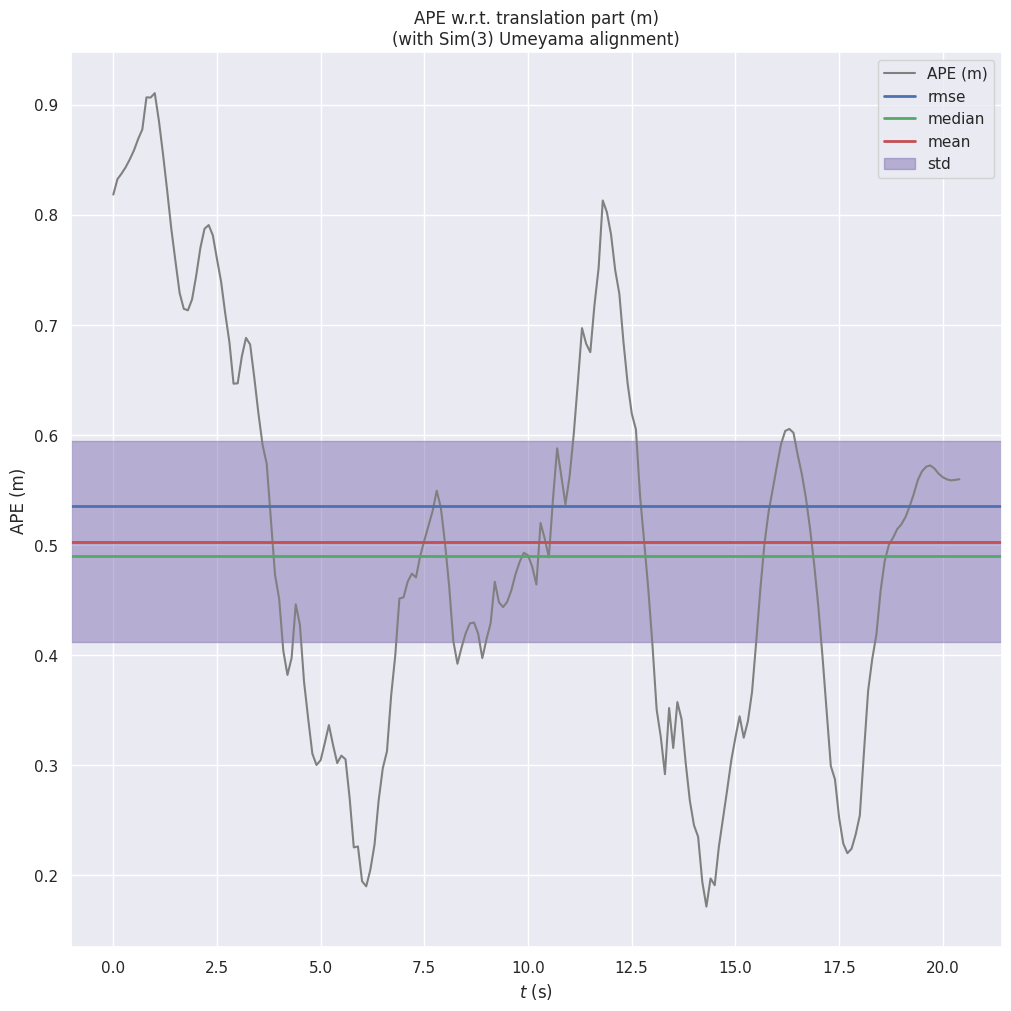 APE w.r.t. translation part (m)
(with Sim(3) Umeyama alignment)
APE (m)
rmse
median
mean
std
0.9
0.8
0.7
0.6
0.5
0.4
0.3
0.2
APE (m)
0.0 2.5 5.0 7.5 10.0 12.5 15.0 17.5 20.0
t (s)